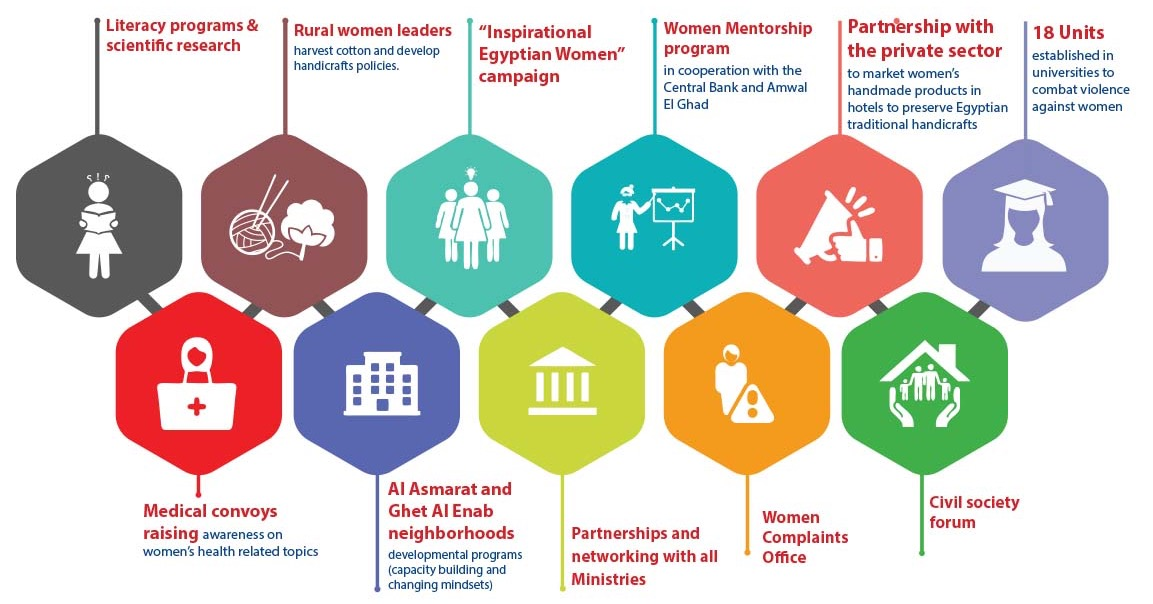 Literacy programs &
scientific research
Rural women leaders
harvest cotton and develop
handicrafts policies.
“Inspirational
Egyptian Women”
campaign
Women Mentorship
program
in cooperation with the
Central Bank and Amwal
El Ghad
Partnership with
the private sector
to market women’s
handmade products in
hotels to preserve Egyptian
traditional handicrafts
18 Units
established in
universities to
combat violence
against women
Medical convoys
raising awareness on
women’s health related topics
Al Asmarat and
Ghet Al Enab
neighborhoods
developmental programs
(capacity building and
changing mindsets)
Partnerships and
networking with all
Ministries
Women
Complaints
Office
Civil society
forum